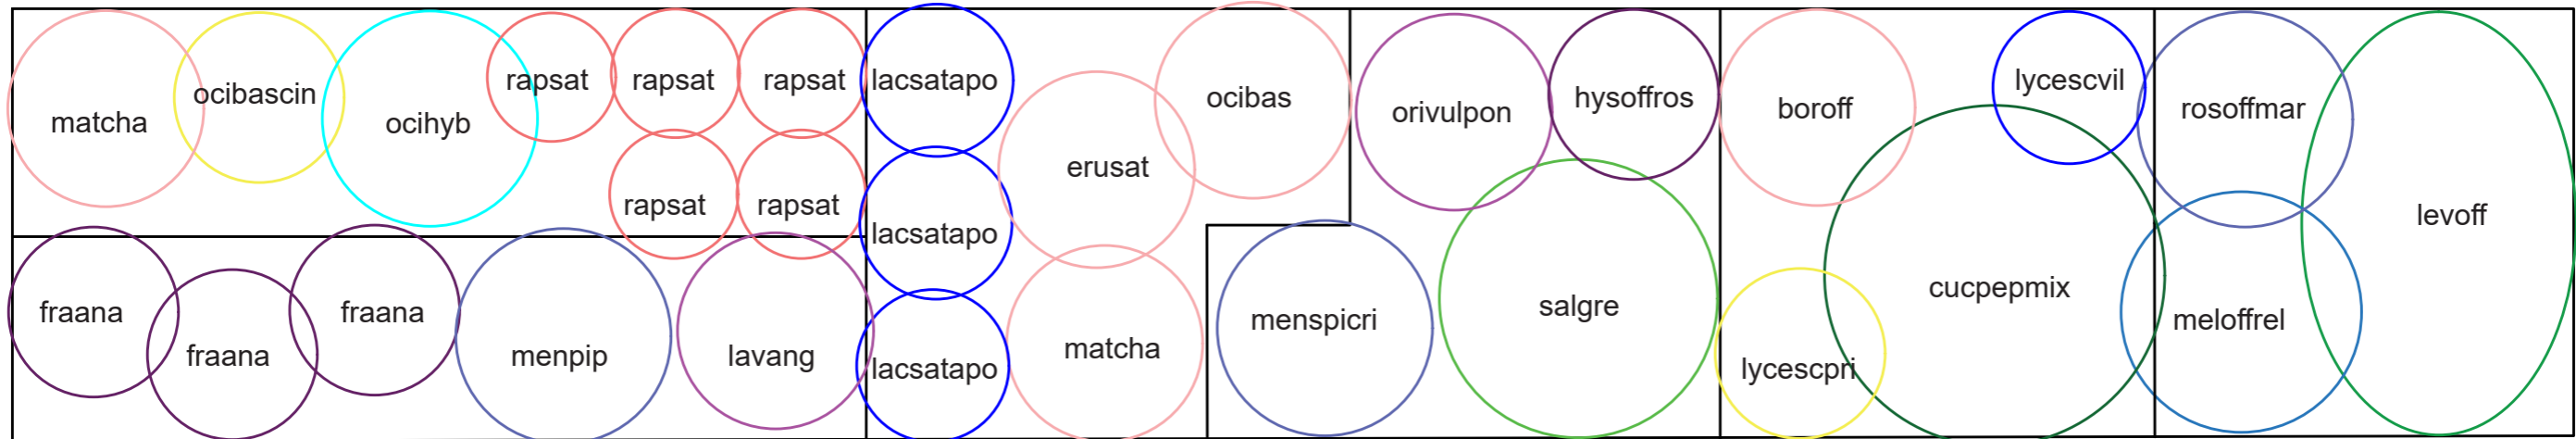 matcha
ocibascin
ocihyb
rapsat
rapsat
rapsat
rapsat
rapsat
fraana
fraana
fraana
menpip
lavang
lacsatapo
lacsatapo
lacsatapo
erusat
ocibas
matcha
orivulpon
hysoffros
menspicri
salgre
boroff
lycescvil
cucpepmix
lycescpri
rosoffmar
meloffrel
levoff